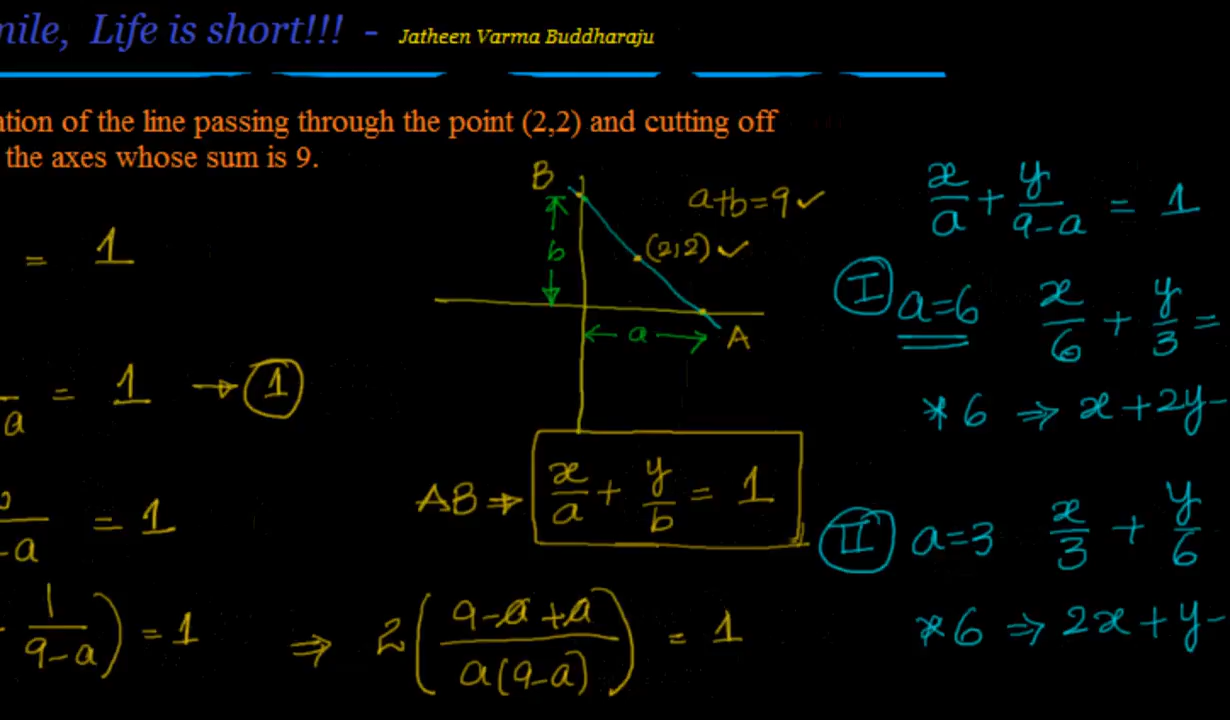 mile, Life is short!!! - Jatheen Varma Buddharaju
ation of the line passing through the point (2,2) and cutting off
the axes whose sum is 9.
= 1
a = 1 → 1
-a = 1
1/(9-a)) = 1 ⇒ 2((9-a+a)/(a(9-a))) = 1
B
b
(2,2) ✓
a+b=9 ✓
a
A
AB ⇒ x/a + y/b = 1
x/a + y/(9-a) = 1
I a=6 x/6 + y/3 =
*6 ⇒ x+2y-
II a=3 x/3 + y/6
*6 ⇒ 2x+y-